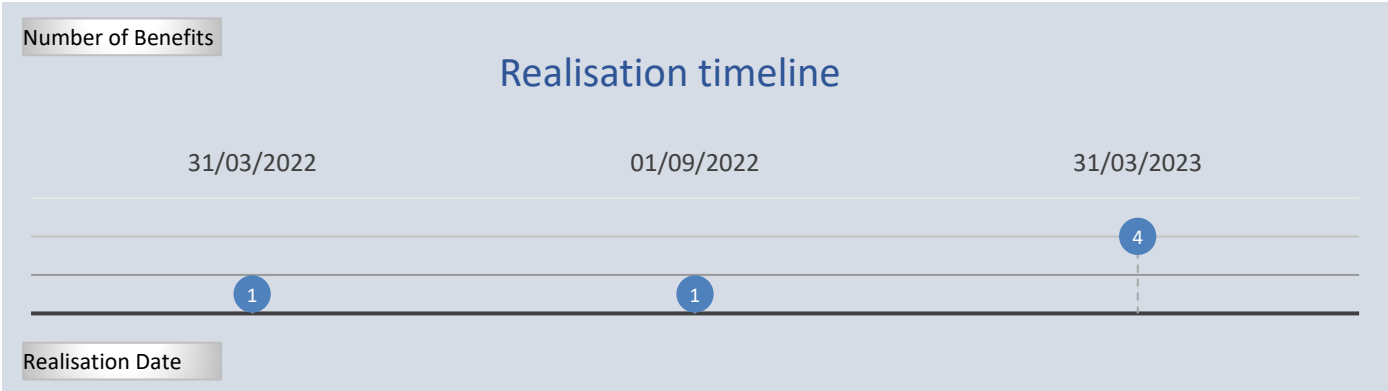 Number of Benefits
Realisation timeline
31/03/2022 01/09/2022 31/03/2023
4
1 1
Realisation Date